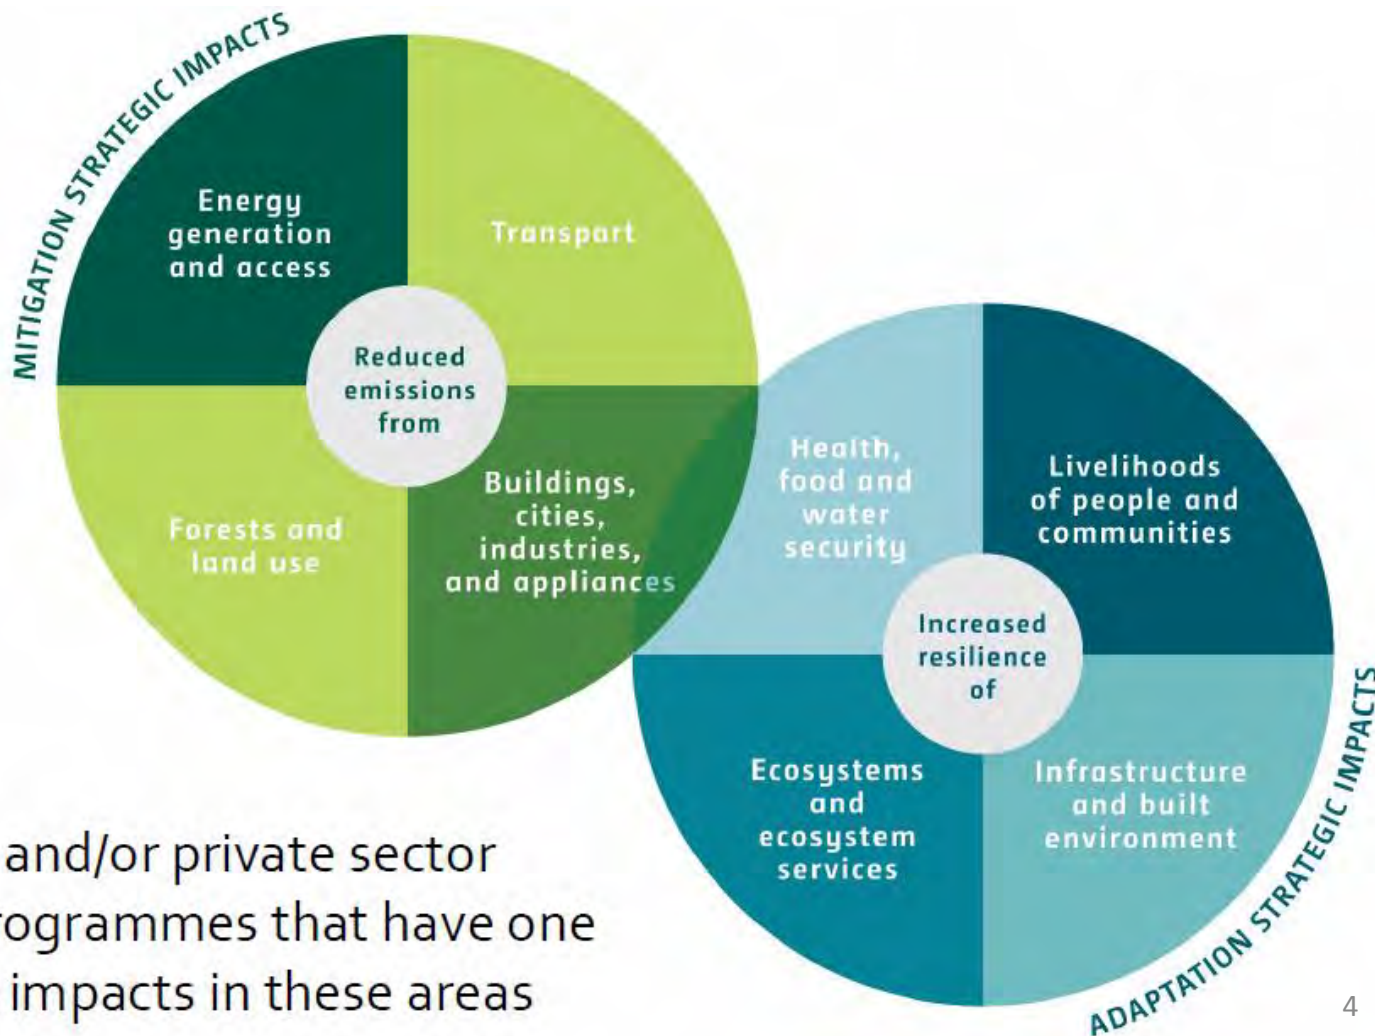 MITIGATION STRATEGIC IMPACTS
Energy
generation
and access
Transport
Reduced
emissions
from
Forests and
land use
Buildings,
cities,
industries,
and appliances
Health,
food and
water
security
Livelihoods
of people and
communities
Increased
resilience
of
Ecosystems
and
ecosystem
services
Infrastructure
and built
environment
ADAPTATION STRATEGIC IMPACTS
and/or private sector
rogrammes that have one
impacts in these areas
4